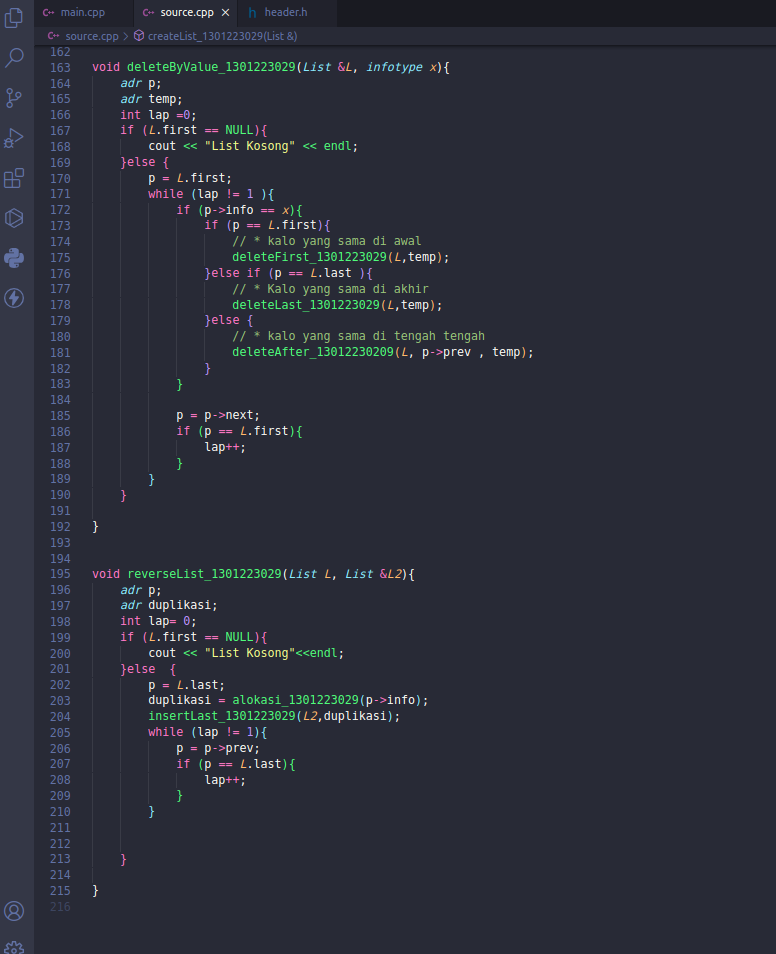 C++ main.cpp C++ source.cpp × h header.h
C++ source.cpp > createList_1301223029(List &)
162
163 void deleteByValue_1301223029(List &L, infotype x){
164     adr p;
165     adr temp;
166     int lap =0;
167     if (L.first == NULL){
168         cout << "List Kosong" << endl;
169     }else {
170         p = L.first;
171         while (lap != 1 ){
172             if (p->info == x){
173                 if (p == L.first){
174                     // * kalo yang sama di awal
175                     deleteFirst_1301223029(L,temp);
176                 }else if (p == L.last ){
177                     // * Kalo yang sama di akhir
178                     deleteLast_1301223029(L,temp);
179                 }else {
180                     // * kalo yang sama di tengah tengah
181                     deleteAfter_13012230209(L, p->prev , temp);
182                 }
183             }
184
185             p = p->next;
186             if (p == L.first){
187                 lap++;
188             }
189         }
190     }
191
192 }
193
194
195 void reverseList_1301223029(List L, List &L2){
196     adr p;
197     adr duplikasi;
198     int lap= 0;
199     if (L.first == NULL){
200         cout << "List Kosong"<<endl;
201     }else  {
202         p = L.last;
203         duplikasi = alokasi_1301223029(p->info);
204         insertLast_1301223029(L2,duplikasi);
205         while (lap != 1){
206             p = p->prev;
207             if (p == L.last){
208                 lap++;
209             }
210         }
211
212
213     }
214
215 }
216